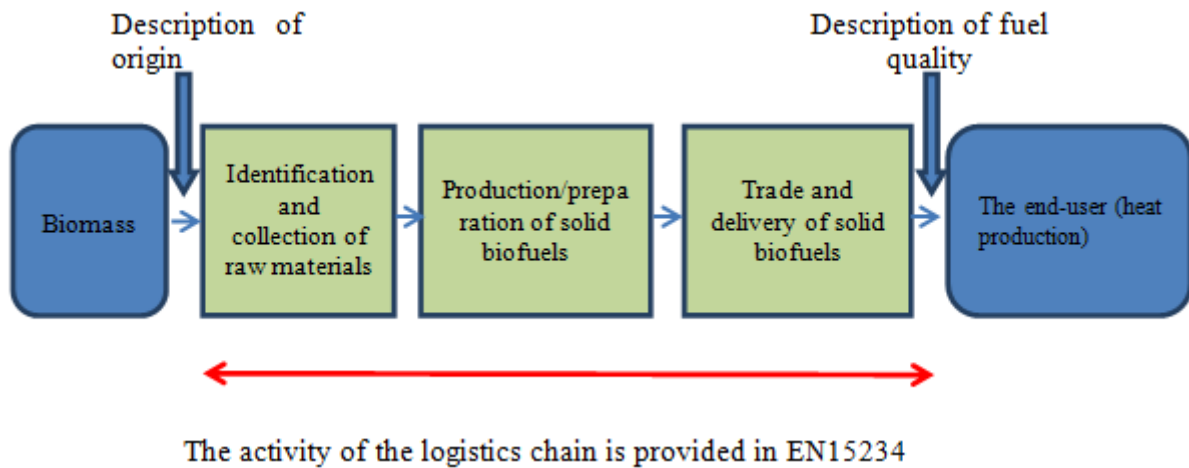 Description of
origin
Description of fuel
quality
Biomass
Identification
and
collection of
raw materials
Production/prepa
ration of solid
biofuels
Trade and
delivery of solid
biofuels
The end-user (heat
production)
The activity of the logistics chain is provided in EN15234